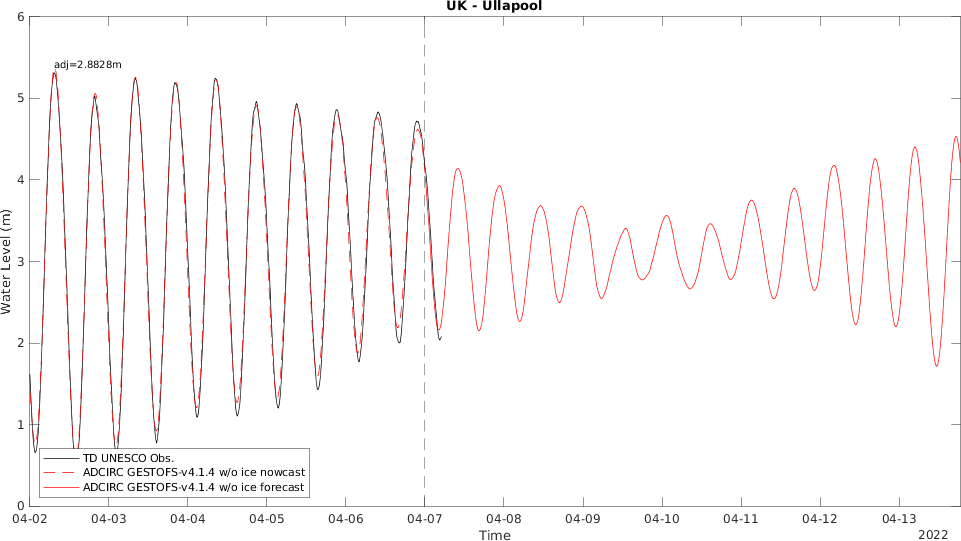 UK - Ullapool
6
adj=2.8828m
5
4
3
2
1
0
Water Level (m)
TD UNESCO Obs.
ADCIRC GESTOFS-v4.1.4 w/o ice nowcast
ADCIRC GESTOFS-v4.1.4 w/o ice forecast
04-02 04-03 04-04 04-05 04-06 04-07 04-08 04-09 04-10 04-11 04-12 04-13
Time
2022